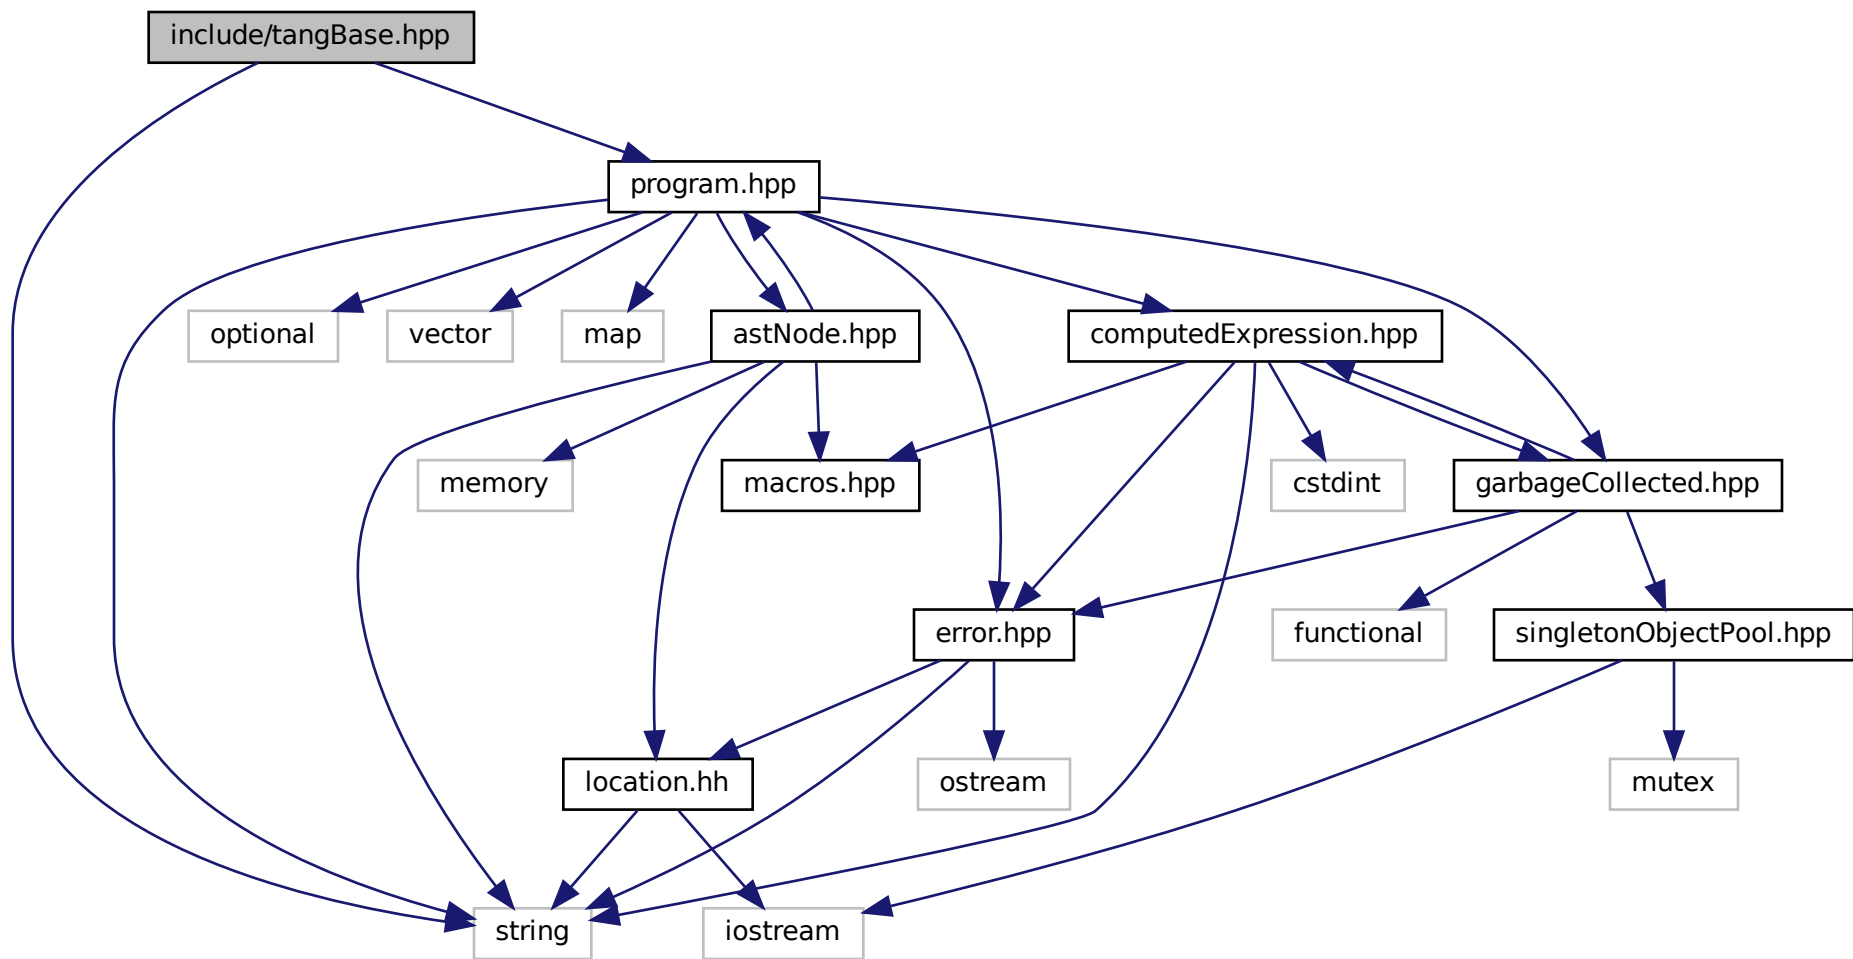 include/tangBase.hpp
program.hpp
optional
vector
map
astNode.hpp
computedExpression.hpp
memory
macros.hpp
cstdint
garbageCollected.hpp
error.hpp
functional
singletonObjectPool.hpp
location.hh
ostream
mutex
string
iostream